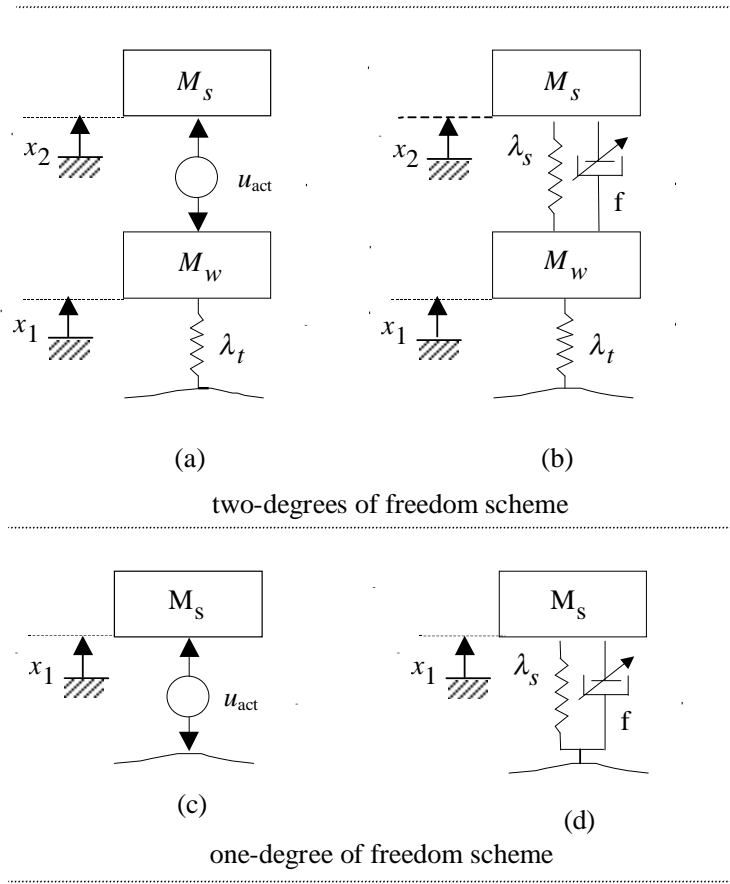 M_s M_s
x_2 u_act x_2 λ_s f
M_w M_w
x_1 λ_t x_1 λ_t
(a) (b)
two-degrees of freedom scheme
M_s M_s
x_1 u_act x_1 λ_s f
(c) (d)
one-degree of freedom scheme